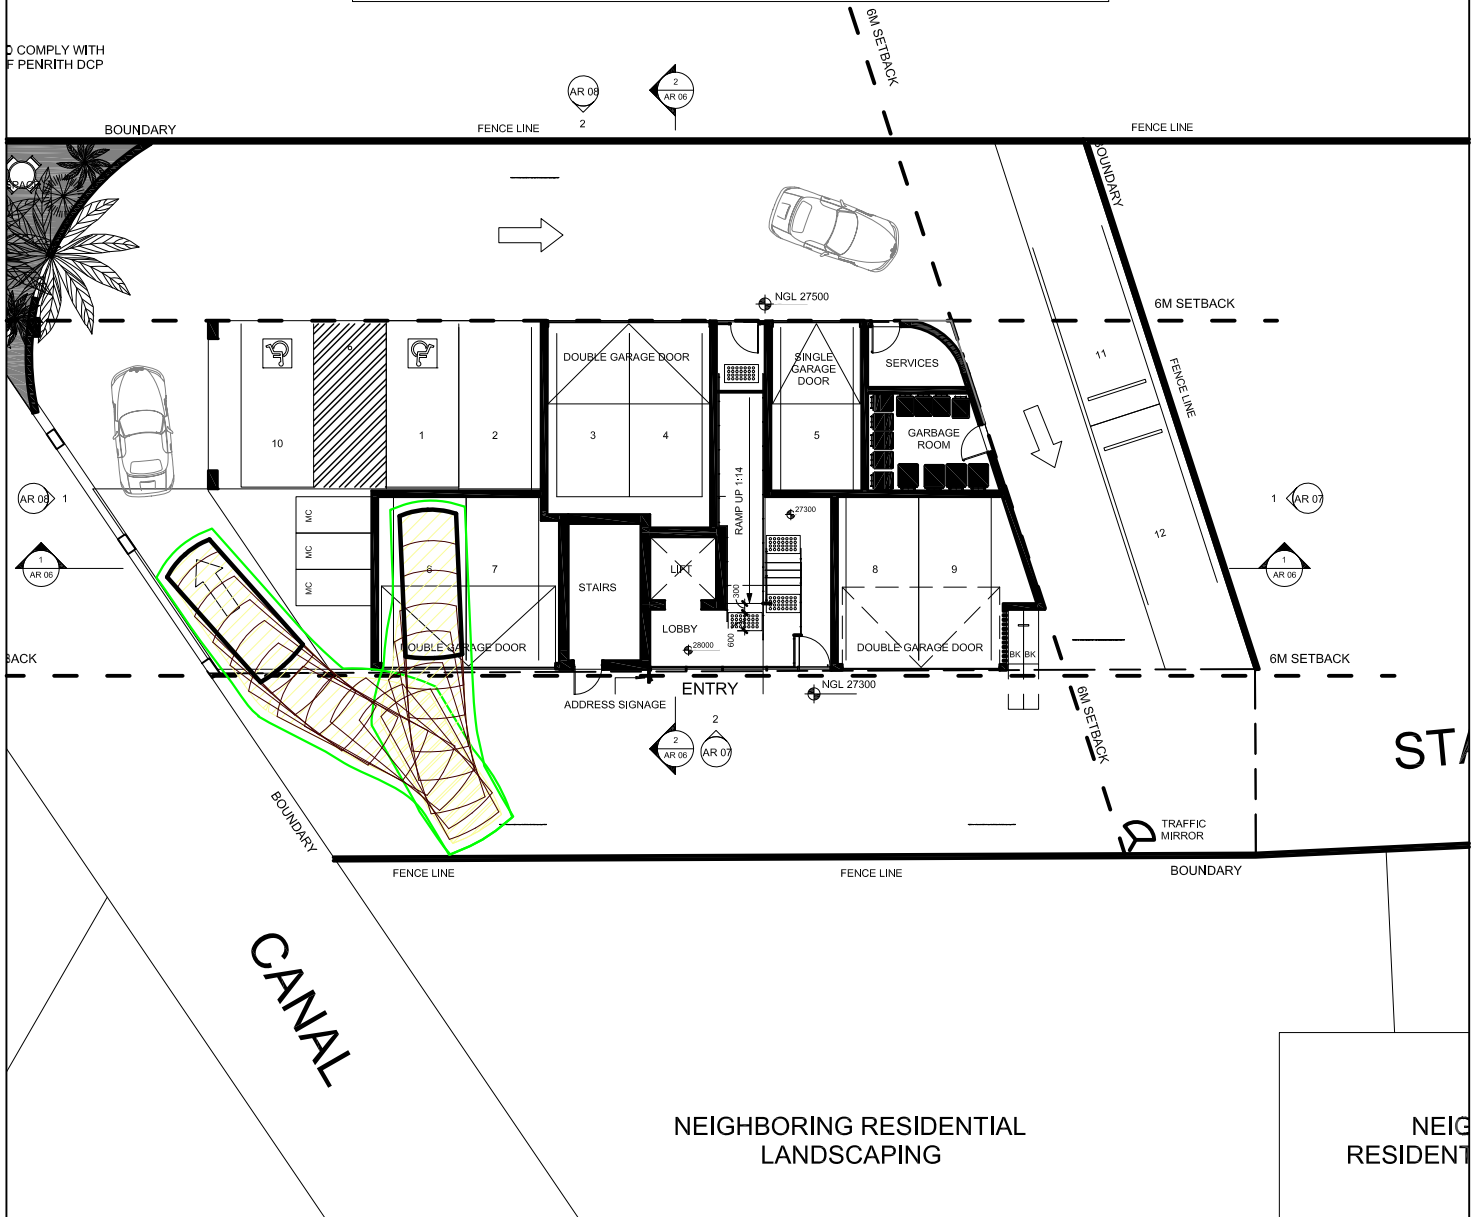 6M SETBACK
COMPLY WITH
F PENRITH DCP
AR 08
2
2
AR 06
BOUNDARY
FENCE LINE
FENCE LINE
BOUNDARY
NGL 27500
6M SETBACK
DOUBLE GARAGE DOOR
SINGLE
GARAGE
DOOR
SERVICES
11
FENCE LINE
10
1
2
3
4
5
GARBAGE
ROOM
RAMP UP 1:14
AR 08
1
1
AR 07
MC
MC
MC
27300
12
1
AR 06
1
AR 06
6
7
LIFT
8
9
STAIRS
300
LOBBY
600
DOUBLE GARAGE DOOR
28000
DOUBLE GARAGE DOOR
BK
BK
BACK
6M SETBACK
ENTRY
NGL 27300
ADDRESS SIGNAGE
6M SETBACK
2
AR 06
2
AR 07
STA
BOUNDARY
TRAFFIC
MIRROR
FENCE LINE
FENCE LINE
BOUNDARY
CANAL
NEIGHBORING RESIDENTIAL
LANDSCAPING
NEIG
RESIDENT